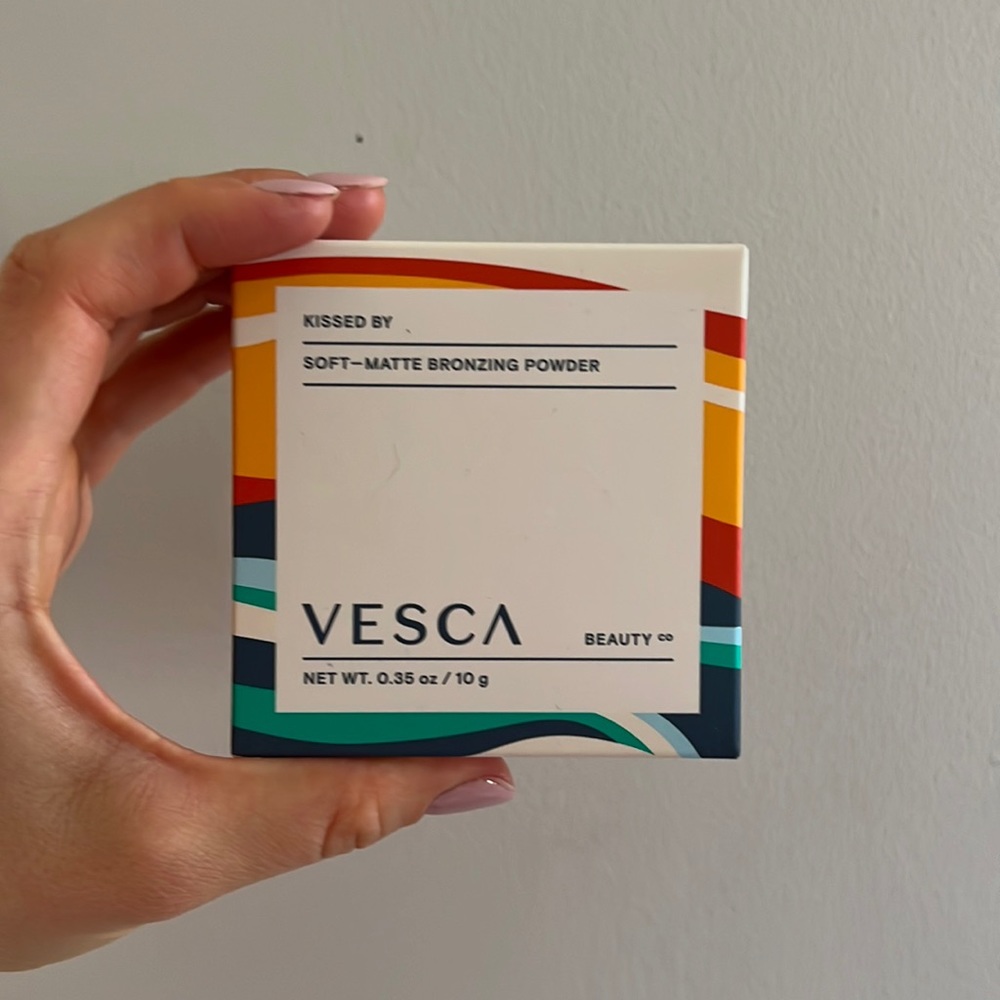 KISSED BY
SOFT–MATTE BRONZING POWDER
VESCA
BEAUTY co
NET WT. 0.35 oz / 10 g